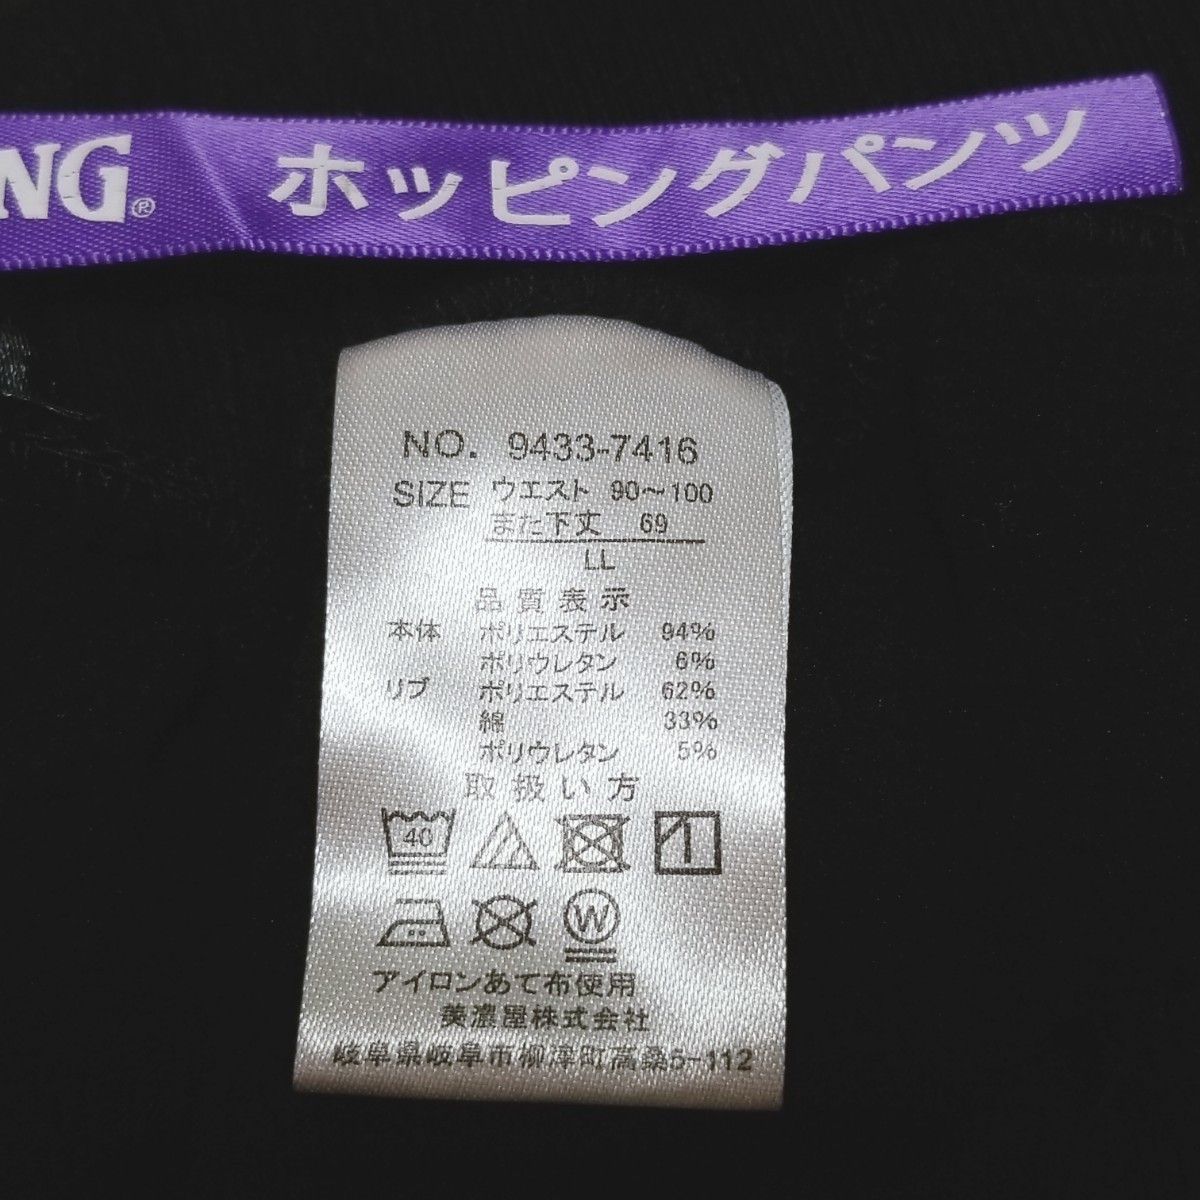 NG® ホッピングパンツ
NO. 9433-7416
SIZE ウエスト 90～100
また下丈 69
LL
品質表示
本体 ポリエステル 94%
ポリウレタン 6%
リブ ポリエステル 62%
綿 33%
ポリウレタン 5%
取扱い方
40
W
アイロンあて布使用
美濃屋株式会社
岐阜県岐阜市柳津町高桑5-112